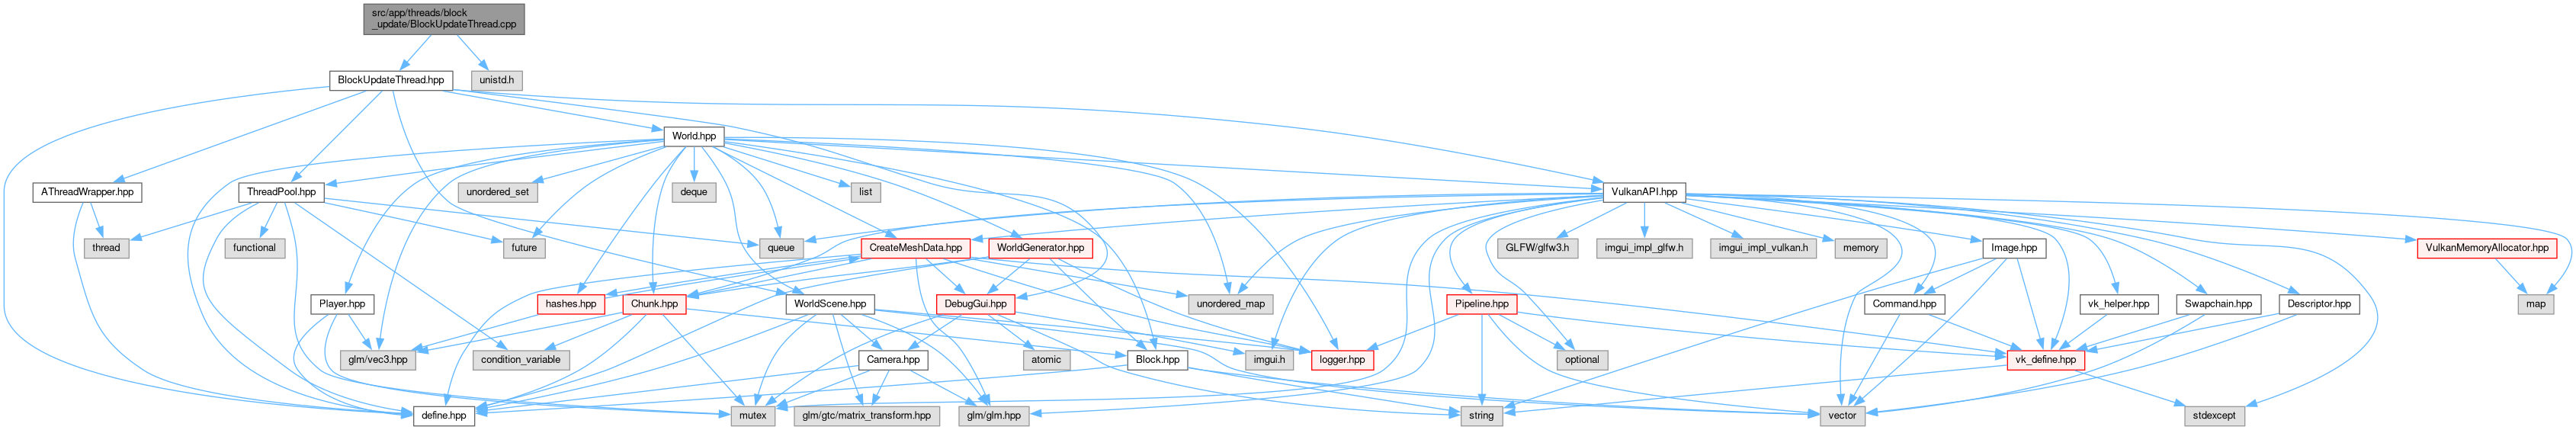 src/app/threads/block
_update/BlockUpdateThread.cpp
BlockUpdateThread.hpp
unistd.h
World.hpp
AThreadWrapper.hpp
ThreadPool.hpp
unordered_set
deque
list
VulkanAPI.hpp
thread
functional
future
queue
CreateMeshData.hpp
WorldGenerator.hpp
GLFW/glfw3.h
imgui_impl_glfw.h
imgui_impl_vulkan.h
memory
Image.hpp
VulkanMemoryAllocator.hpp
Player.hpp
hashes.hpp
Chunk.hpp
WorldScene.hpp
DebugGui.hpp
unordered_map
Pipeline.hpp
Command.hpp
vk_helper.hpp
Swapchain.hpp
Descriptor.hpp
map
glm/vec3.hpp
condition_variable
Camera.hpp
atomic
Block.hpp
imgui.h
logger.hpp
optional
vk_define.hpp
define.hpp
mutex
glm/gtc/matrix_transform.hpp
glm/glm.hpp
string
vector
stdexcept